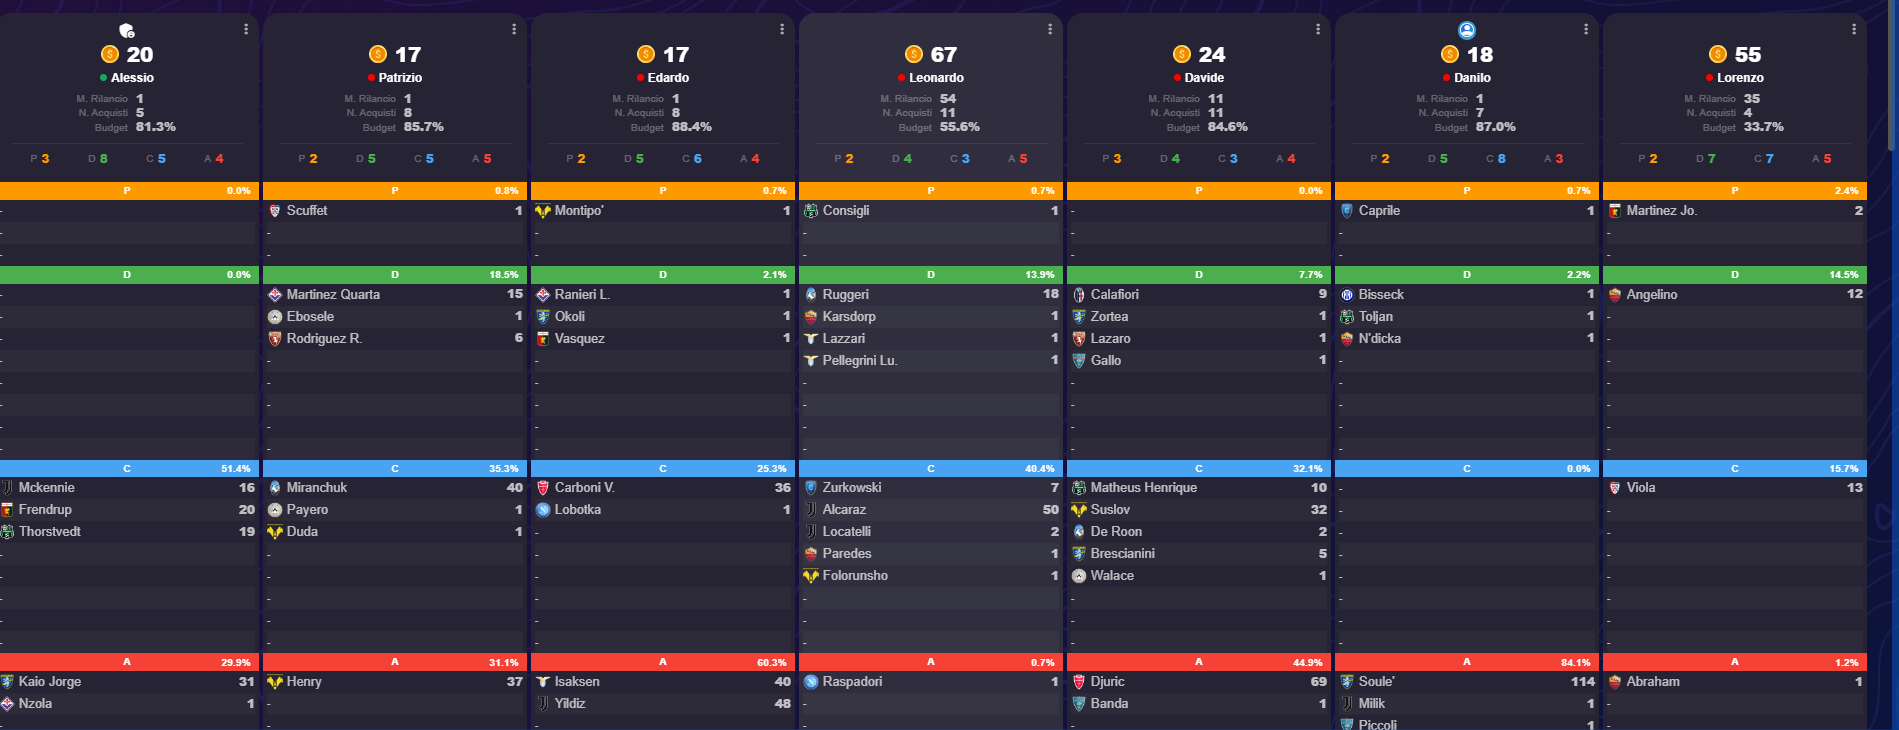 20
Alessio
M. Rilancio 1
N. Acquisti 5
Budget 81.3%
P 3 D 8 C 5 A 4
P 0.0%
-
-
-
D 0.0%
-
-
-
-
-
-
-
-
C 51.4%
Mckennie 16
Frendrup 20
Thorstvedt 19
-
-
-
-
-
A 29.9%
Kaio Jorge 31
Nzola 1
-
17
Patrizio
M. Rilancio 1
N. Acquisti 8
Budget 85.7%
P 2 D 5 C 5 A 5
P 0.8%
Scuffet 1
-
-
D 18.5%
Martinez Quarta 15
Ebosele 1
Rodriguez R. 6
-
-
-
-
-
C 35.3%
Miranchuk 40
Payero 1
Duda 1
-
-
-
-
-
A 31.1%
Henry 37
-
-
17
Edardo
M. Rilancio 1
N. Acquisti 8
Budget 88.4%
P 2 D 5 C 6 A 4
P 0.7%
Montipo' 1
-
-
D 2.1%
Ranieri L. 1
Okoli 1
Vasquez 1
-
-
-
-
-
C 25.3%
Carboni V. 36
Lobotka 1
-
-
-
-
-
-
A 60.3%
Isaksen 40
Yildiz 48
-
67
Leonardo
M. Rilancio 54
N. Acquisti 11
Budget 55.6%
P 2 D 4 C 3 A 5
P 0.7%
Consigli 1
-
-
D 13.9%
Ruggeri 18
Karsdorp 1
Lazzari 1
Pellegrini Lu. 1
-
-
-
-
C 40.4%
Zurkowski 7
Alcaraz 50
Locatelli 2
Paredes 1
Folorunsho 1
-
-
-
A 0.7%
Raspadori 1
-
-
24
Davide
M. Rilancio 11
N. Acquisti 11
Budget 84.6%
P 3 D 4 C 3 A 4
P 0.0%
-
-
-
D 7.7%
Calafiori 9
Zortea 1
Lazaro 1
Gallo 1
-
-
-
-
C 32.1%
Matheus Henrique 10
Suslov 32
De Roon 2
Brescianini 5
Walace 1
-
-
-
A 44.9%
Djuric 69
Banda 1
-
18
Danilo
M. Rilancio 1
N. Acquisti 7
Budget 87.0%
P 2 D 5 C 8 A 3
P 0.7%
Caprile 1
-
-
D 2.2%
Bisseck 1
Toljan 1
N'dicka 1
-
-
-
-
-
C 0.0%
-
-
-
-
-
-
-
-
A 84.1%
Soule' 114
Milik 1
Piccoli 1
55
Lorenzo
M. Rilancio 35
N. Acquisti 4
Budget 33.7%
P 2 D 7 C 7 A 5
P 2.4%
Martinez Jo. 2
-
-
D 14.5%
Angelino 12
-
-
-
-
-
-
-
C 15.7%
Viola 13
-
-
-
-
-
-
-
A 1.2%
Abraham 1
-
-